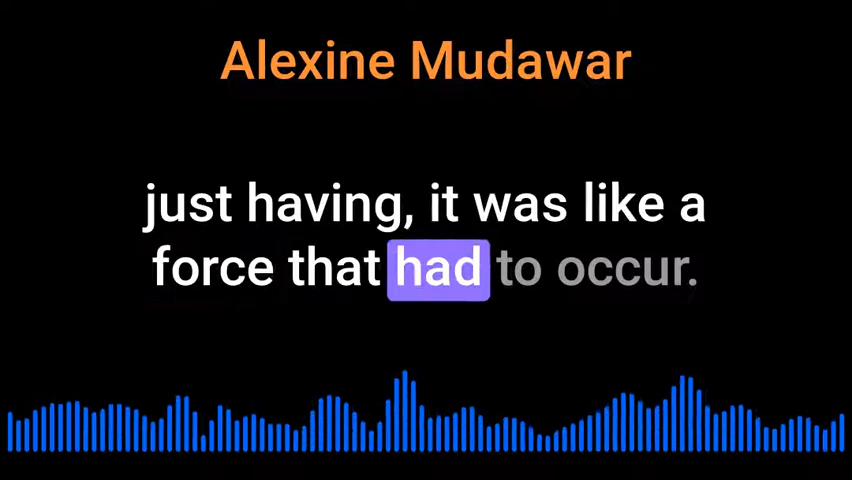 Alexine Mudawar
just having, it was like a
force that had to occur.